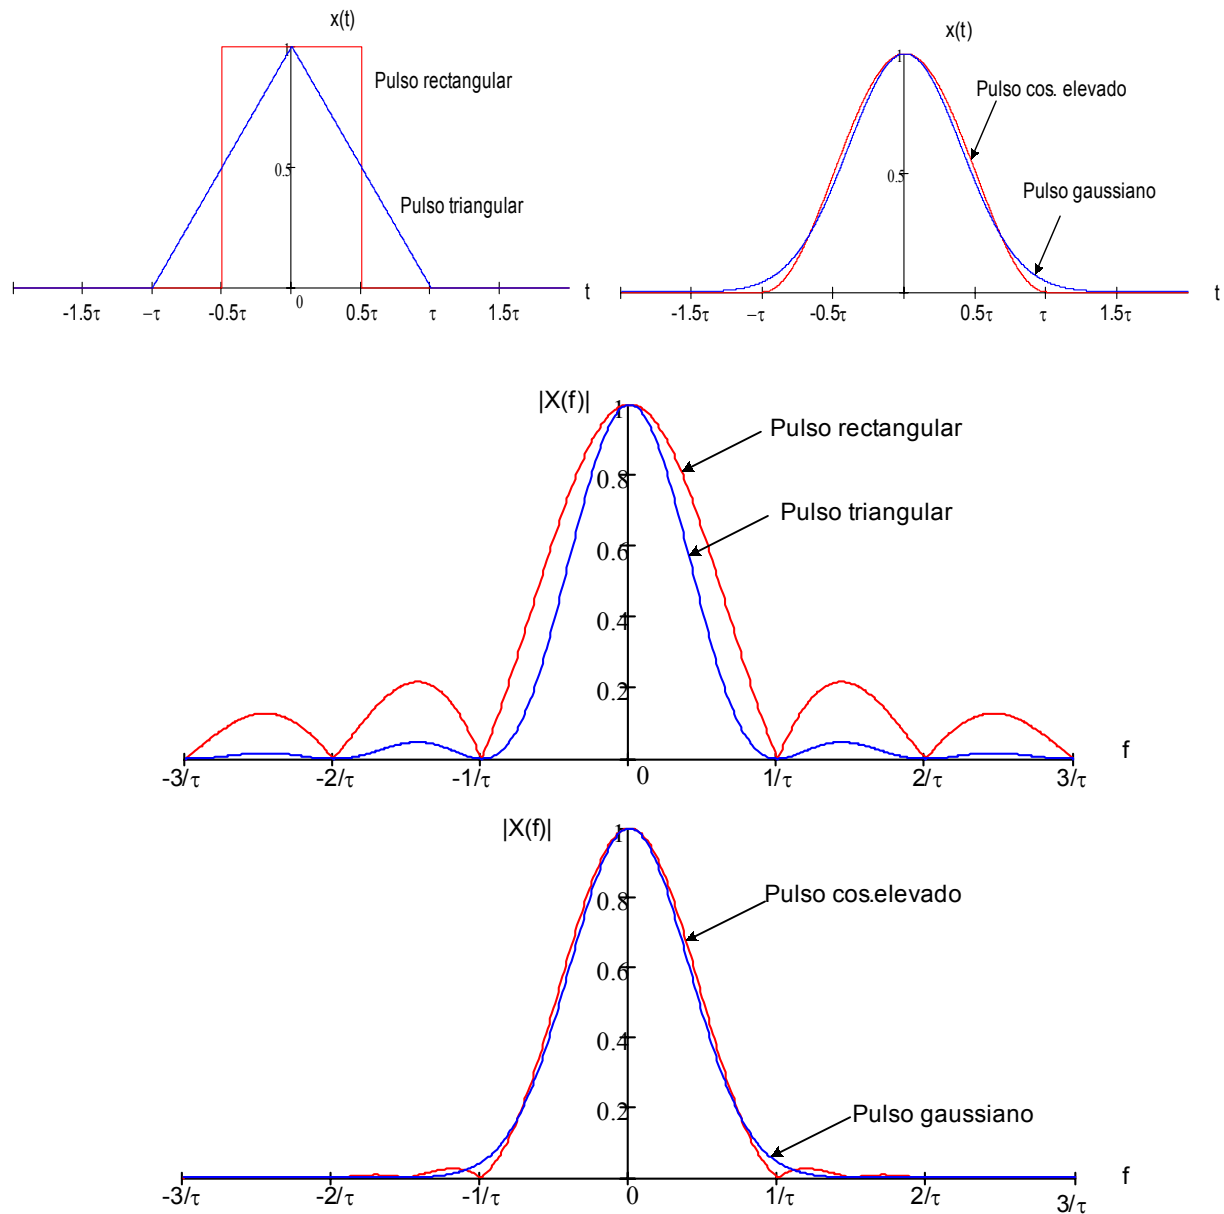 x(t)
1
Pulso rectangular
0.5
Pulso triangular
0
t
-1.5τ
−τ
-0.5τ
0.5τ
τ
1.5τ
x(t)
1
Pulso cos. elevado
0.5
Pulso gaussiano
t
-1.5τ
−τ
-0.5τ
0.5τ
τ
1.5τ
|X(f)|
1
Pulso rectangular
0.8
Pulso triangular
0.6
0.4
0.2
f
-3/τ
-2/τ
-1/τ
0
1/τ
2/τ
3/τ
|X(f)|
1
Pulso cos.elevado
0.8
0.6
0.4
Pulso gaussiano
0.2
f
-3/τ
-2/τ
-1/τ
0
1/τ
2/τ
3/τ